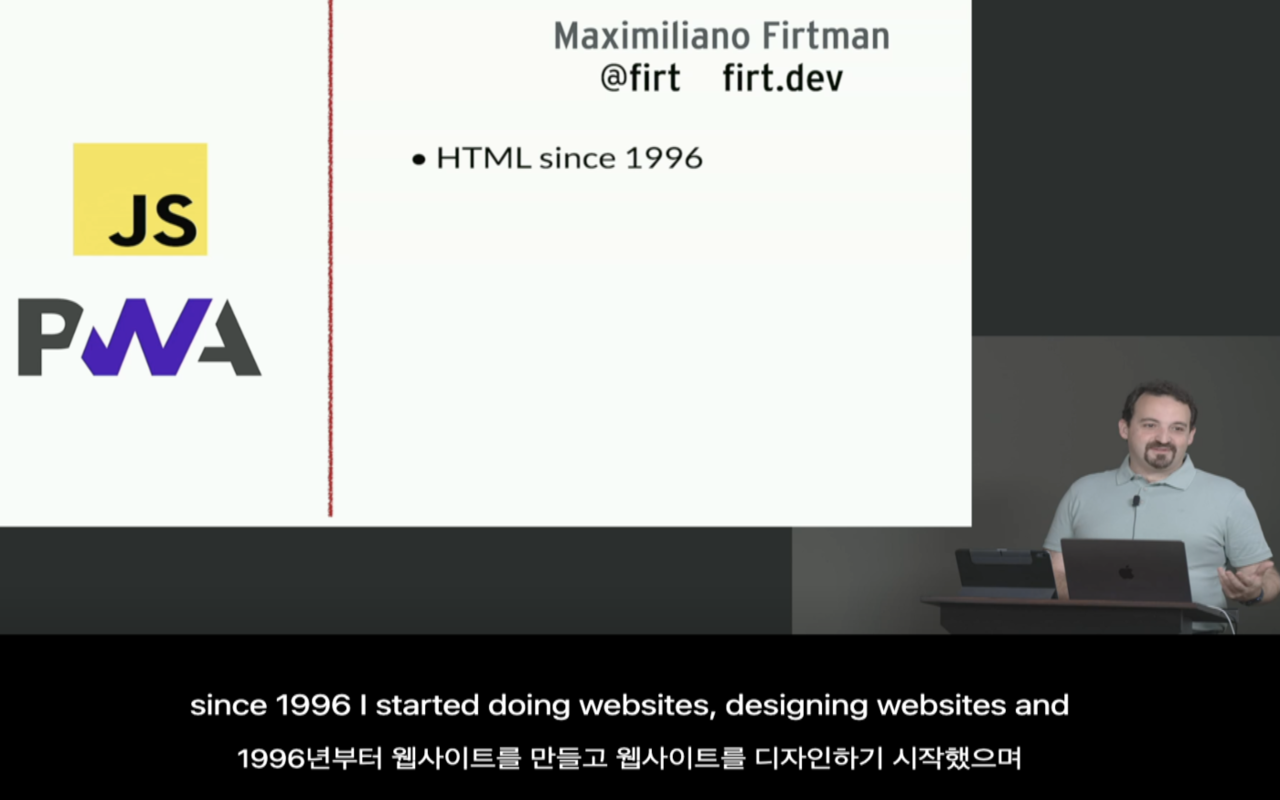 Maximiliano Firtman
@firt firt.dev
• HTML since 1996
JS
PWA
since 1996 I started doing websites, designing websites and
1996년부터 웹사이트를 만들고 웹사이트를 디자인하기 시작했으며